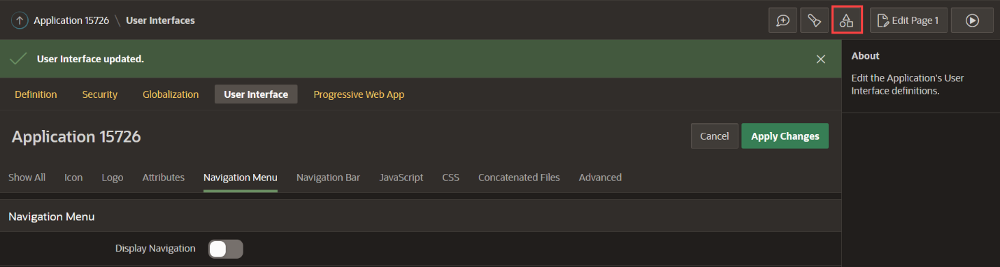 Application 15726 \ User Interfaces
Edit Page 1
User Interface updated.
About
Edit the Application's User
Interface definitions.
Definition Security Globalization User Interface Progressive Web App
Application 15726
Cancel Apply Changes
Show All Icon Logo Attributes Navigation Menu Navigation Bar JavaScript CSS Concatenated Files Advanced
Navigation Menu
Display Navigation